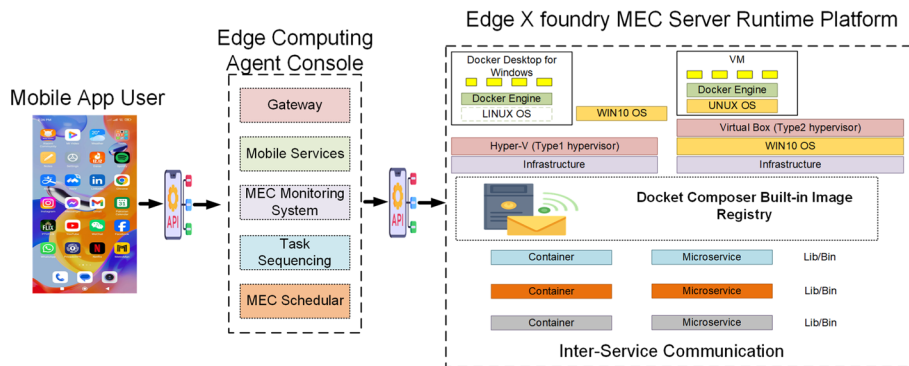 Edge X foundry MEC Server Runtime Platform
Edge Computing
Agent Console
Mobile App User
Gateway
Mobile Services
MEC Monitoring
System
Task
Sequencing
MEC Schedular
API
API
Docker Desktop for
Windows
Docker Engine
LINUX OS
WIN10 OS
Hyper-V (Type1 hypervisor)
Infrastructure
VM
Docker Engine
UNUX OS
Virtual Box (Type2 hypervisor)
WIN10 OS
Infrastructure
Docket Composer Built-in Image
Registry
Container
Microservice
Lib/Bin
Container
Microservice
Lib/Bin
Container
Microservice
Lib/Bin
Inter-Service Communication